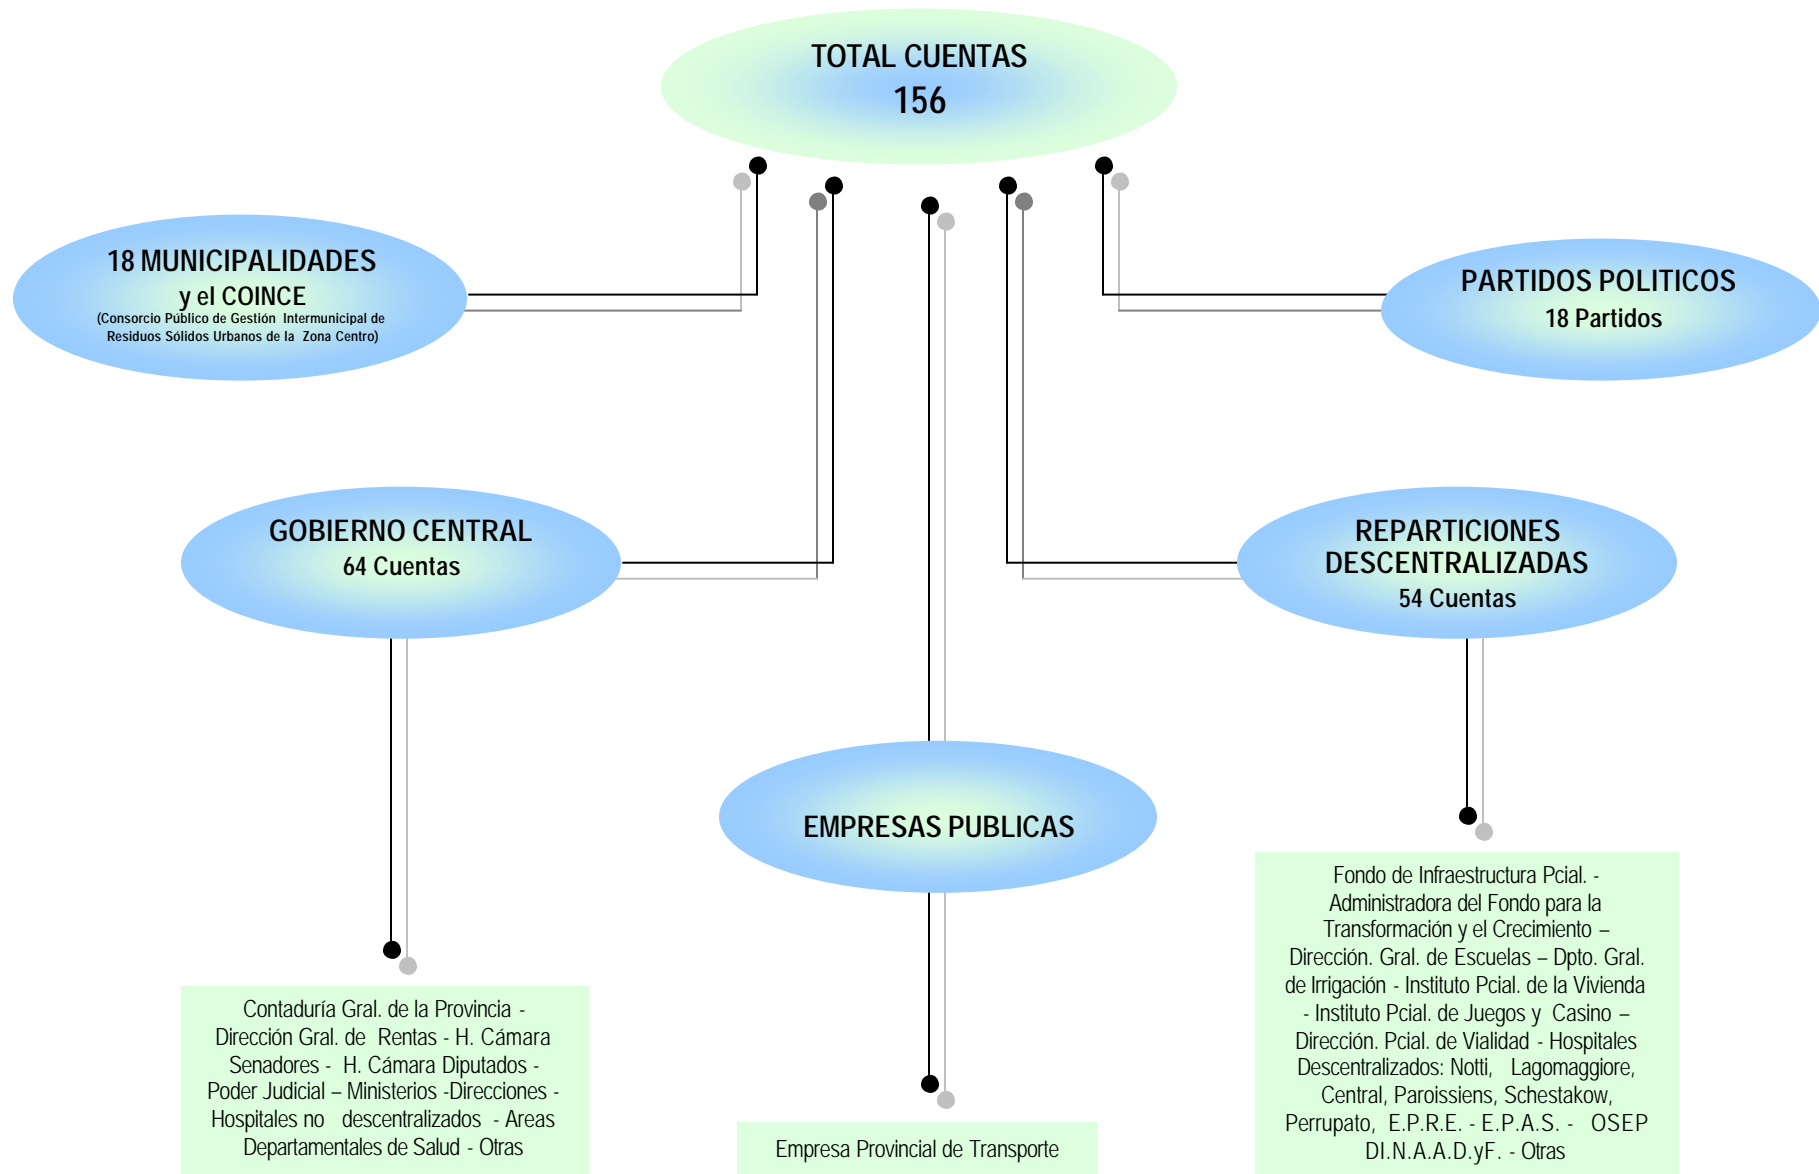 TOTAL CUENTAS
156
18 MUNICIPALIDADES
y el COINCE
(Consorcio Público de Gestión Intermunicipal de
Residuos Sólidos Urbanos de la Zona Centro)
PARTIDOS POLITICOS
18 Partidos
GOBIERNO CENTRAL
64 Cuentas
REPARTICIONES
DESCENTRALIZADAS
54 Cuentas
EMPRESAS PUBLICAS
Contaduría Gral. de la Provincia -
Dirección Gral. de Rentas - H. Cámara
Senadores - H. Cámara Diputados -
Poder Judicial – Ministerios -Direcciones -
Hospitales no descentralizados - Areas
Departamentales de Salud - Otras
Empresa Provincial de Transporte
Fondo de Infraestructura Pcial. -
Administradora del Fondo para la
Transformación y el Crecimiento –
Dirección. Gral. de Escuelas – Dpto. Gral.
de Irrigación - Instituto Pcial. de la Vivienda
- Instituto Pcial. de Juegos y Casino –
Dirección. Pcial. de Vialidad - Hospitales
Descentralizados: Notti, Lagomaggiore,
Central, Paroissiens, Schestakow,
Perrupato, E.P.R.E. - E.P.A.S. - OSEP
DI.N.A.A.D.yF. - Otras